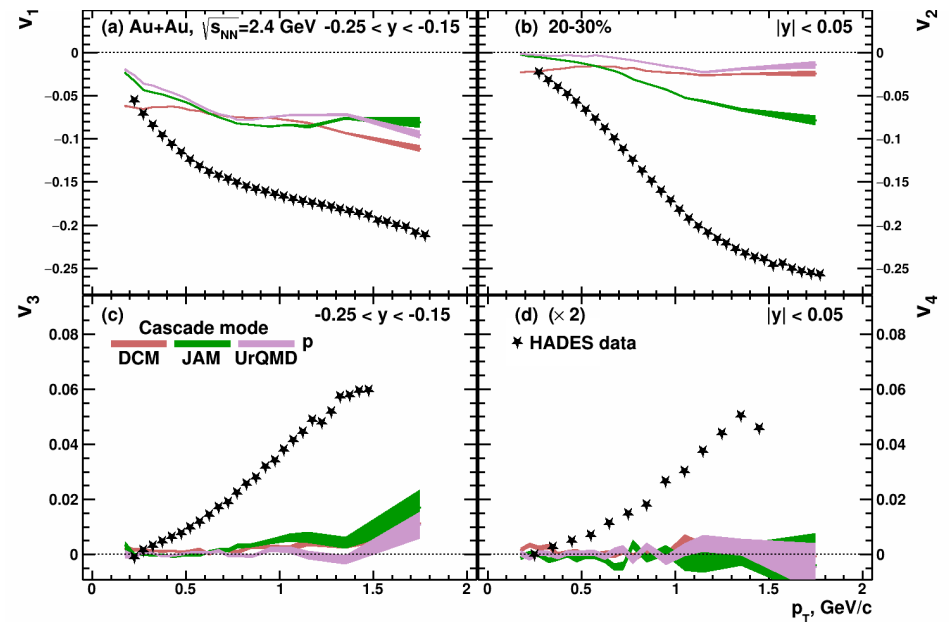 v1 v2
(a) Au+Au, √sNN=2.4 GeV -0.25 < y < -0.15
(b) 20-30% |y| < 0.05
0 0
−0.05 −0.05
−0.1 −0.1
−0.15 −0.15
−0.2 −0.2
−0.25 −0.25
v3 v4
(c) -0.25 < y < -0.15
(d) (× 2) |y| < 0.05
Cascade mode
p
DCM JAM UrQMD
HADES data
0.08 0.08
0.06 0.06
0.04 0.04
0.02 0.02
0 0
0 0.5 1 1.5 2 0 0.5 1 1.5 2
pT, GeV/c